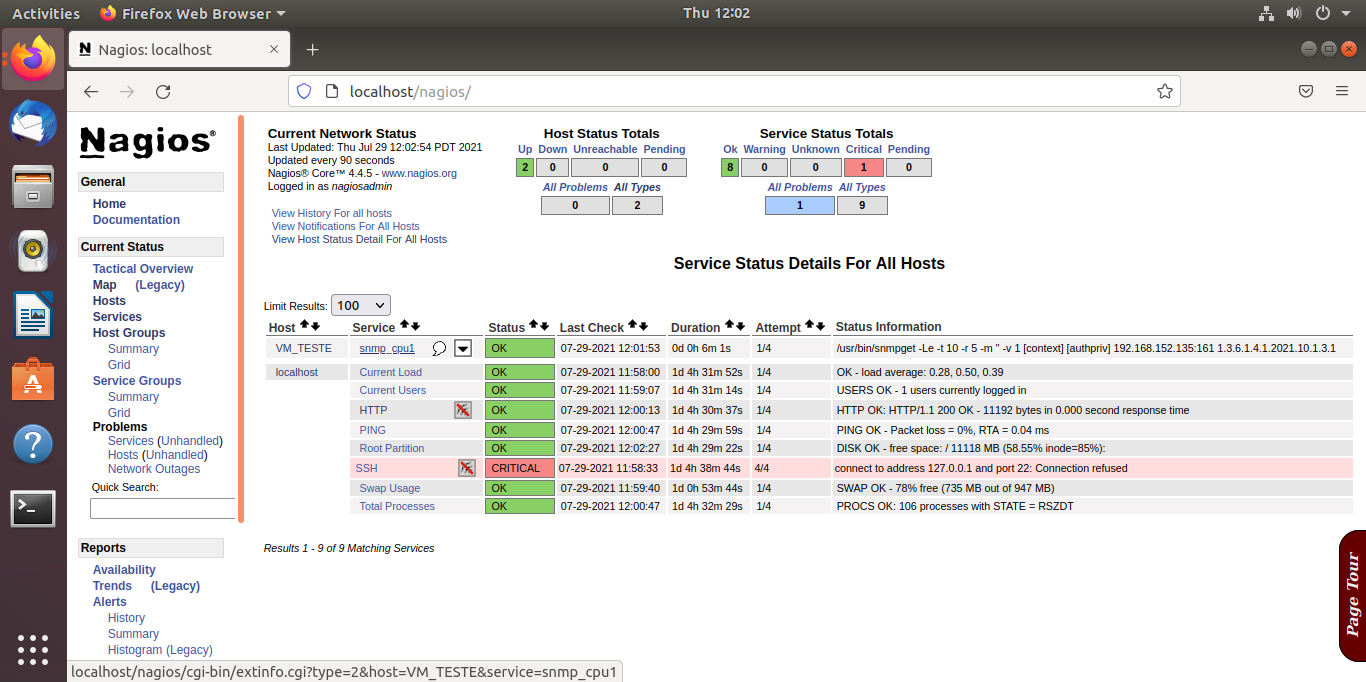 Activities Firefox Web Browser Thu 12:02
Nagios: localhost
localhost/nagios/
Nagios®
General
Home
Documentation
Current Status
Tactical Overview
Map (Legacy)
Hosts
Services
Host Groups
Summary
Grid
Service Groups
Summary
Grid
Problems
Services (Unhandled)
Hosts (Unhandled)
Network Outages
Quick Search:
Reports
Availability
Trends (Legacy)
Alerts
History
Summary
Histogram (Legacy)
Current Network Status
Last Updated: Thu Jul 29 12:02:54 PDT 2021
Updated every 90 seconds
Nagios® Core™ 4.4.5 - www.nagios.org
Logged in as nagiosadmin
View History For all hosts
View Notifications For All Hosts
View Host Status Detail For All Hosts
Host Status Totals
Up Down Unreachable Pending
2 0 0 0
All Problems All Types
0 2
Service Status Totals
Ok Warning Unknown Critical Pending
8 0 0 1 0
All Problems All Types
1 9
Service Status Details For All Hosts
Limit Results: 100
Host Service Status Last Check Duration Attempt Status Information
VM_TESTE snmp_cpu1 OK 07-29-2021 12:01:53 0d 0h 6m 1s 1/4 /usr/bin/snmpget -Le -t 10 -r 5 -m '' -v 1 [context] [authpriv] 192.168.152.135:161 1.3.6.1.4.1.2021.10.1.3.1
localhost Current Load OK 07-29-2021 11:58:00 1d 4h 31m 52s 1/4 OK - load average: 0.28, 0.50, 0.39
Current Users OK 07-29-2021 11:59:07 1d 4h 31m 14s 1/4 USERS OK - 1 users currently logged in
HTTP OK 07-29-2021 12:00:13 1d 4h 30m 37s 1/4 HTTP OK: HTTP/1.1 200 OK - 11192 bytes in 0.000 second response time
PING OK 07-29-2021 12:00:47 1d 4h 29m 59s 1/4 PING OK - Packet loss = 0%, RTA = 0.04 ms
Root Partition OK 07-29-2021 12:02:27 1d 4h 29m 22s 1/4 DISK OK - free space: / 11118 MB (58.55% inode=85%):
SSH CRITICAL 07-29-2021 11:58:33 1d 4h 38m 44s 4/4 connect to address 127.0.0.1 and port 22: Connection refused
Swap Usage OK 07-29-2021 11:59:40 1d 0h 53m 44s 1/4 SWAP OK - 78% free (735 MB out of 947 MB)
Total Processes OK 07-29-2021 12:00:47 1d 4h 32m 29s 1/4 PROCS OK: 106 processes with STATE = RSZDT
Results 1 - 9 of 9 Matching Services
Page Tour
localhost/nagios/cgi-bin/extinfo.cgi?type=2&host=VM_TESTE&service=snmp_cpu1